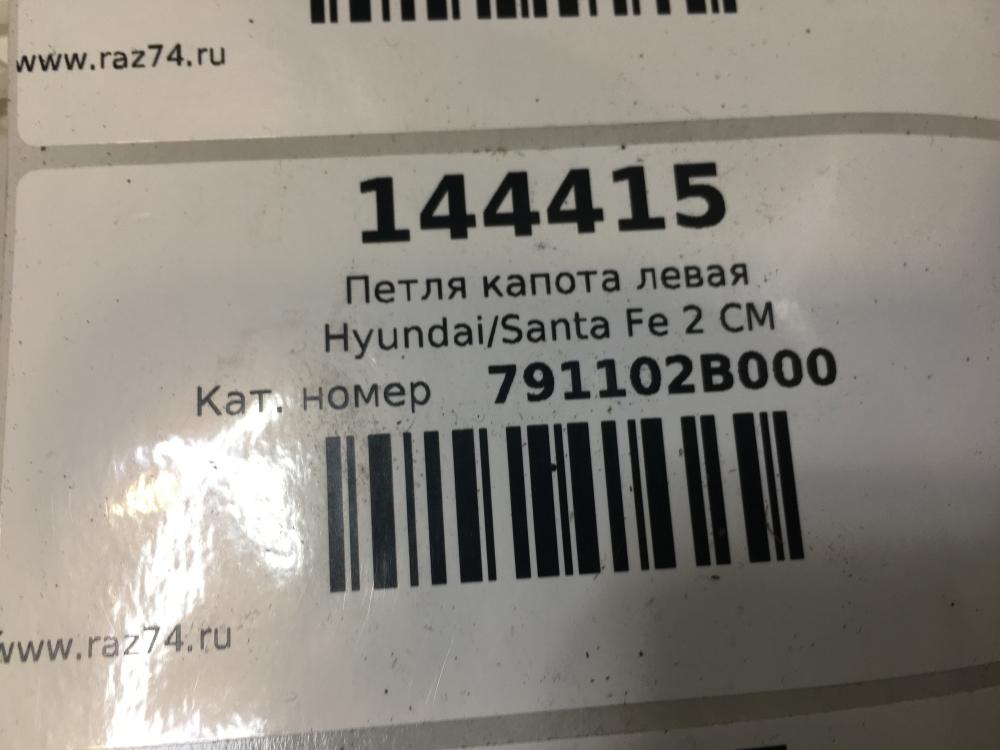 www.raz74.ru
144415
Петля капота левая
Hyundai/Santa Fe 2 CM
Кат. номер 791102B000
www.raz74.ru